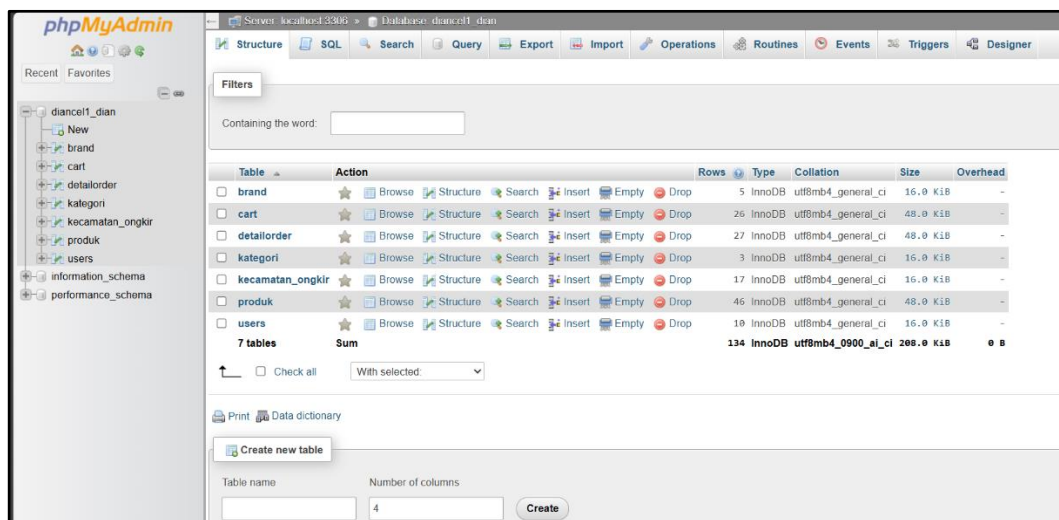 phpMyAdmin
Recent Favorites
diancel1_dian
New
brand
cart
detailorder
kategori
kecamatan_ongkir
produk
users
information_schema
performance_schema
Server: localhost:3306 » Database: diancel1_dian
Structure SQL Search Query Export Import Operations Routines Events Triggers Designer
Filters
Containing the word:
Table Action Rows Type Collation Size Overhead
brand Browse Structure Search Insert Empty Drop 5 InnoDB utf8mb4_general_ci 16.0 KiB -
cart Browse Structure Search Insert Empty Drop 26 InnoDB utf8mb4_general_ci 48.0 KiB -
detailorder Browse Structure Search Insert Empty Drop 27 InnoDB utf8mb4_general_ci 48.0 KiB -
kategori Browse Structure Search Insert Empty Drop 3 InnoDB utf8mb4_general_ci 16.0 KiB -
kecamatan_ongkir Browse Structure Search Insert Empty Drop 17 InnoDB utf8mb4_general_ci 16.0 KiB -
produk Browse Structure Search Insert Empty Drop 46 InnoDB utf8mb4_general_ci 48.0 KiB -
users Browse Structure Search Insert Empty Drop 10 InnoDB utf8mb4_general_ci 16.0 KiB -
7 tables Sum 134 InnoDB utf8mb4_0900_ai_ci 208.0 KiB 0 B
Check all With selected:
Print Data dictionary
Create new table
Table name Number of columns
4 Create